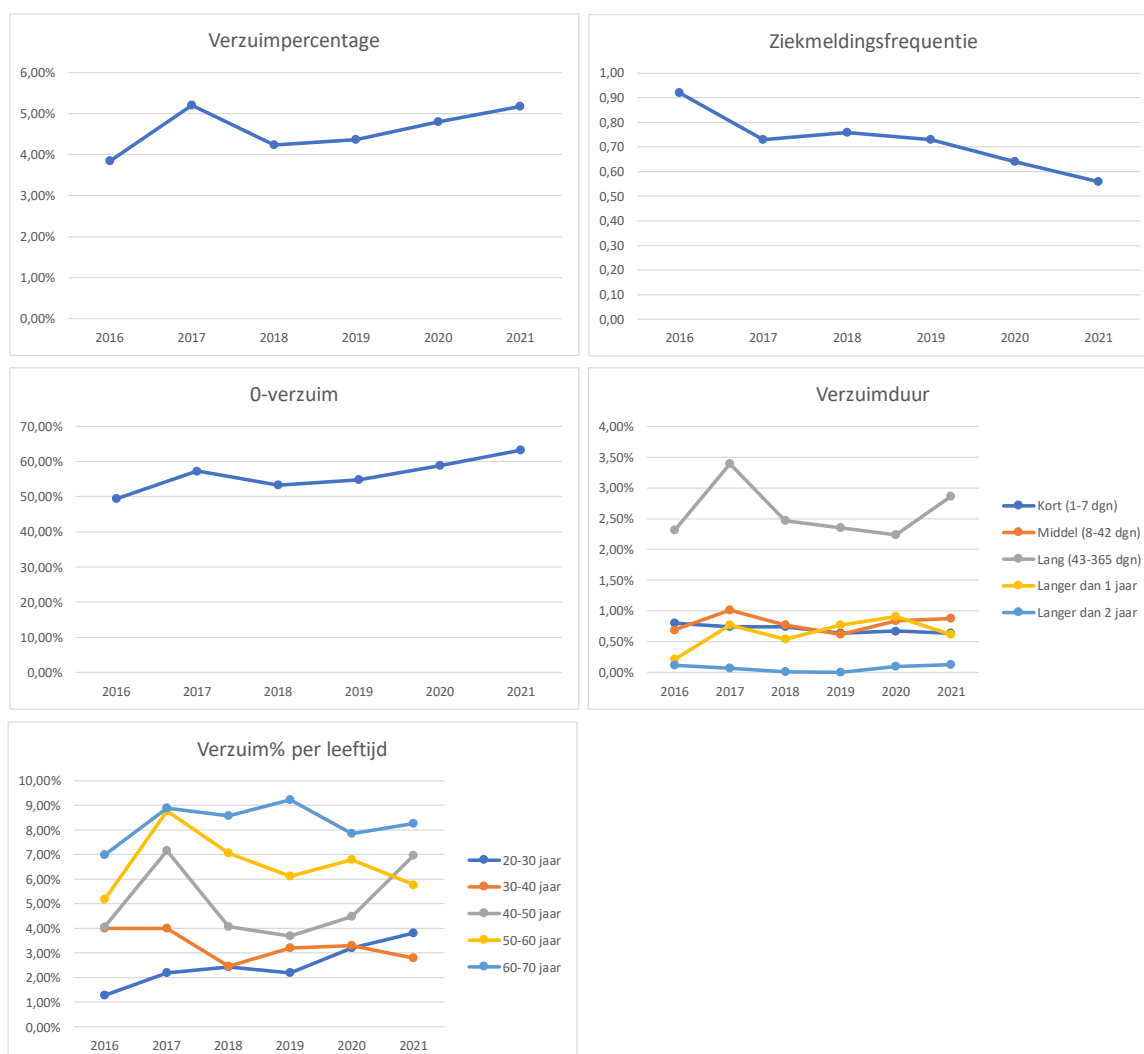 Verzuimpercentage
6,00%
5,00%
4,00%
3,00%
2,00%
1,00%
0,00%
2016 2017 2018 2019 2020 2021
Ziekmeldingsfrequentie
1,00
0,90
0,80
0,70
0,60
0,50
0,40
0,30
0,20
0,10
0,00
2016 2017 2018 2019 2020 2021
0-verzuim
70,00%
60,00%
50,00%
40,00%
30,00%
20,00%
10,00%
0,00%
2016 2017 2018 2019 2020 2021
Verzuimduur
4,00%
3,50%
3,00%
2,50%
2,00%
1,50%
1,00%
0,50%
0,00%
2016 2017 2018 2019 2020 2021
Kort (1-7 dgn)
Middel (8-42 dgn)
Lang (43-365 dgn)
Langer dan 1 jaar
Langer dan 2 jaar
Verzuim% per leeftijd
10,00%
9,00%
8,00%
7,00%
6,00%
5,00%
4,00%
3,00%
2,00%
1,00%
0,00%
2016 2017 2018 2019 2020 2021
20-30 jaar
30-40 jaar
40-50 jaar
50-60 jaar
60-70 jaar